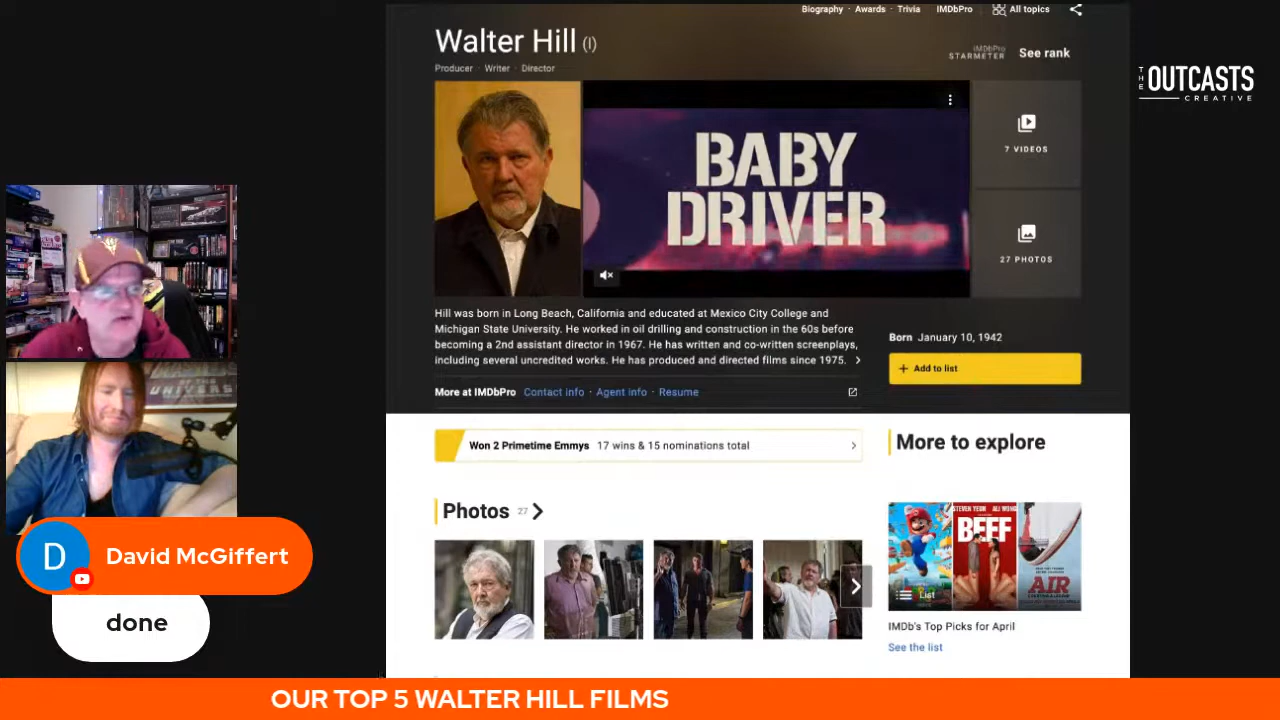 Biography · Awards · Trivia IMDbPro All topics
Walter Hill (I)
Producer · Writer · Director
IMDbPro
STARMETER
See rank
THE OUTCASTS
CREATIVE
BABY
DRIVER
7 VIDEOS
27 PHOTOS
Hill was born in Long Beach, California and educated at Mexico City College and
Michigan State University. He worked in oil drilling and construction in the 60s before
becoming a 2nd assistant director in 1967. He has written and co-written screenplays,
including several uncredited works. He has produced and directed films since 1975.
Born January 10, 1942
+ Add to list
More at IMDbPro Contact info · Agent info · Resume
Won 2 Primetime Emmys 17 wins & 15 nominations total
More to explore
Photos 27
STEVEN YEUN ALI WONG
BEEF
AIR
List
IMDb's Top Picks for April
See the list
UNIVERS
D
David McGiffert
done
OUR TOP 5 WALTER HILL FILMS